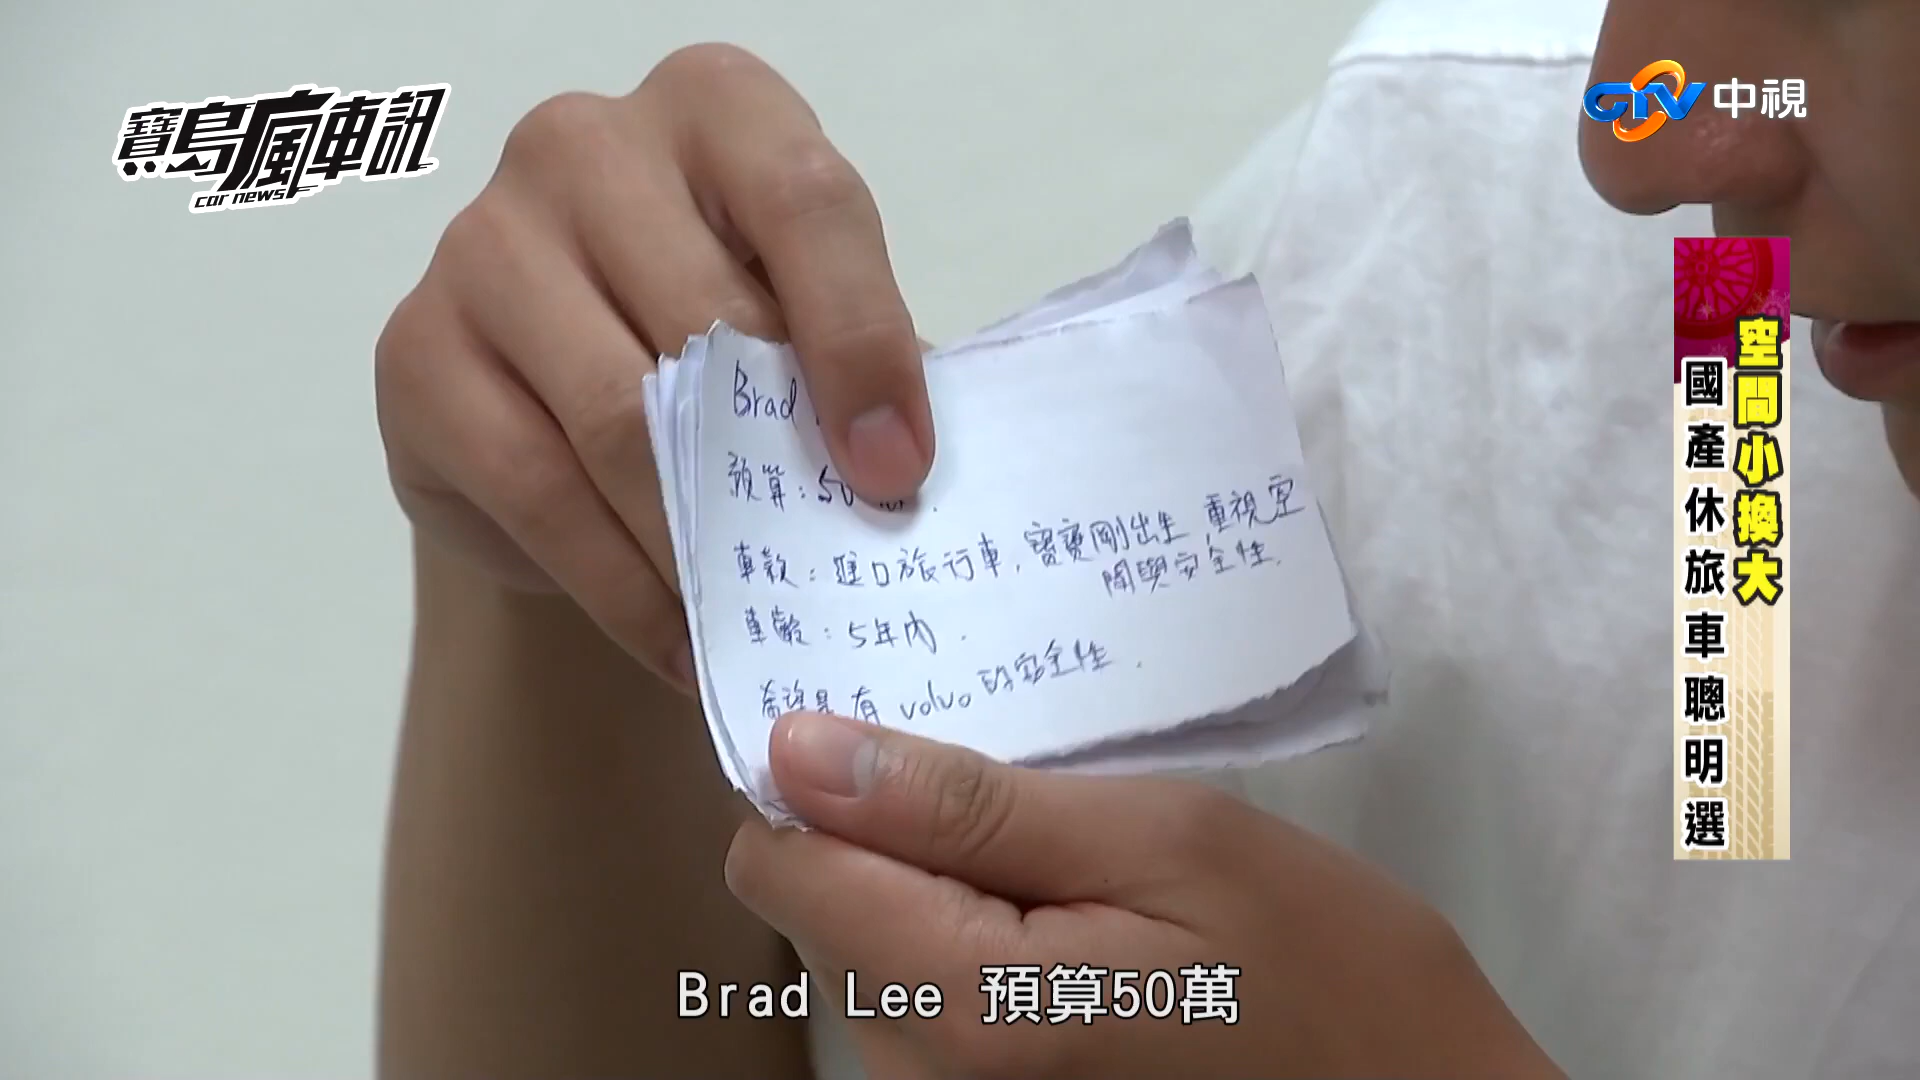 寶島瘋車訊
car news
CTV 中視
空間小換大
國產休旅車聰明選
Brad
預算：50
車款：進口旅行車，寶寶剛出生 重視空
間與安全性.
車齡：5年內.
希望是有 volvo 的安全性.
Brad Lee 預算50萬